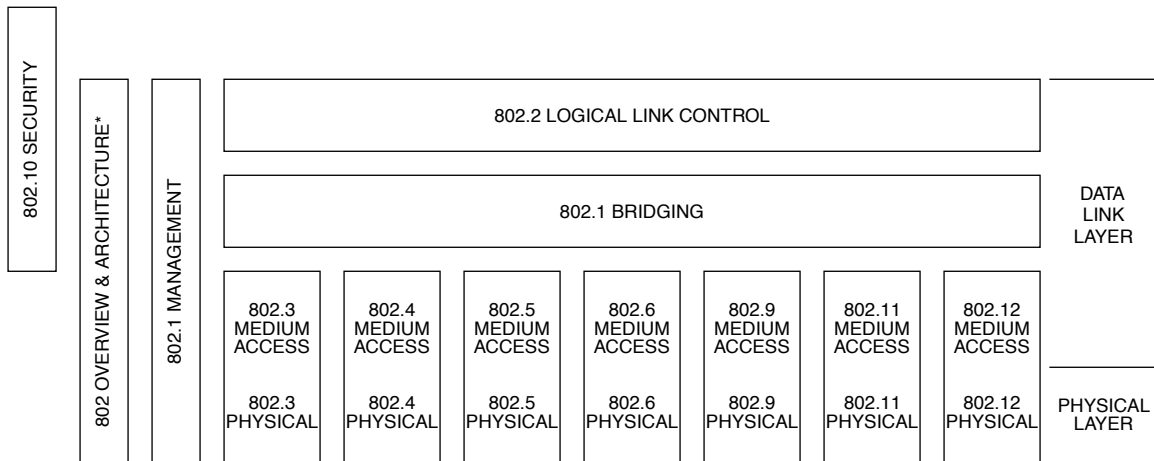 802.10 SECURITY
802 OVERVIEW & ARCHITECTURE*
802.1 MANAGEMENT
802.2 LOGICAL LINK CONTROL
802.1 BRIDGING
DATA
LINK
LAYER
802.3
MEDIUM
ACCESS
802.4
MEDIUM
ACCESS
802.5
MEDIUM
ACCESS
802.6
MEDIUM
ACCESS
802.9
MEDIUM
ACCESS
802.11
MEDIUM
ACCESS
802.12
MEDIUM
ACCESS
802.3
PHYSICAL
802.4
PHYSICAL
802.5
PHYSICAL
802.6
PHYSICAL
802.9
PHYSICAL
802.11
PHYSICAL
802.12
PHYSICAL
PHYSICAL
LAYER